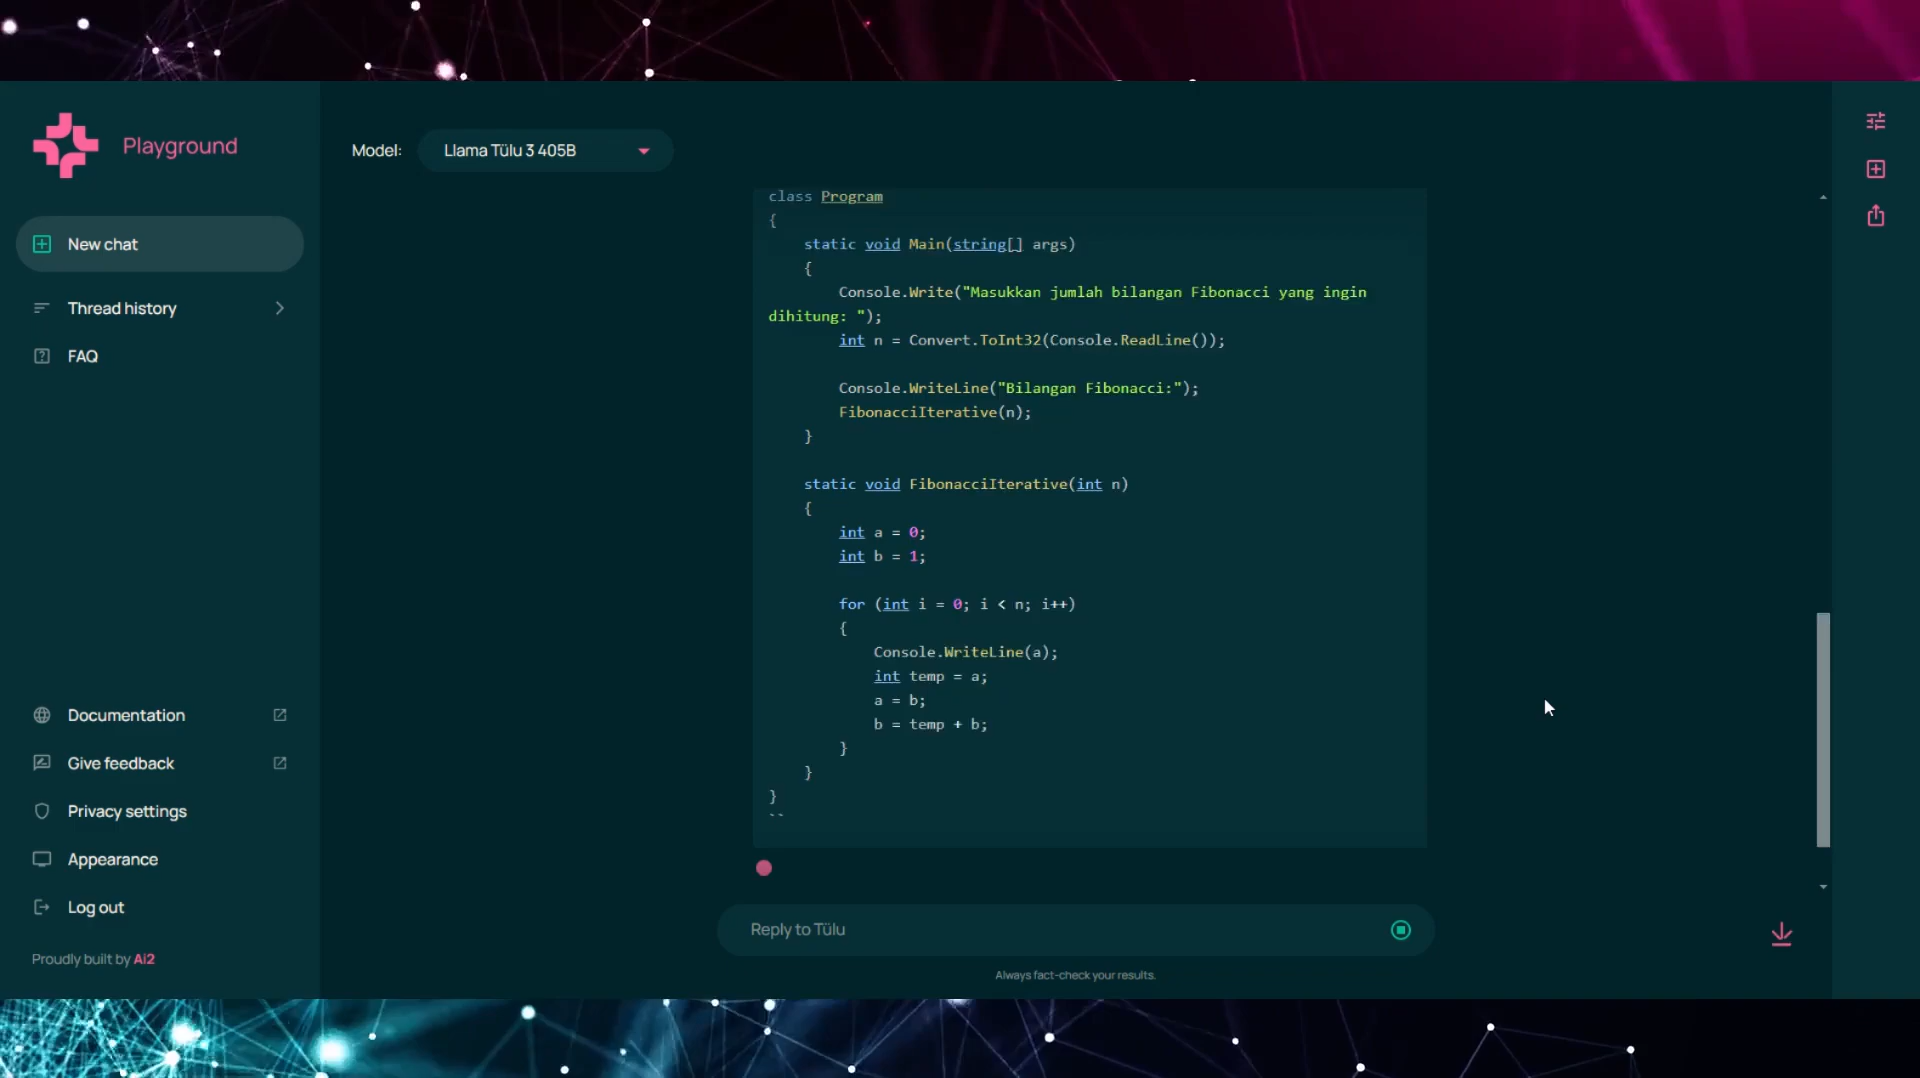 Playground
New chat
Thread history
FAQ
Documentation
Give feedback
Privacy settings
Appearance
Log out
Proudly built by Ai2
Model: Llama Tülu 3 405B
class Program
{
    static void Main(string[] args)
    {
        Console.Write("Masukkan jumlah bilangan Fibonacci yang ingin
dihitung: ");
        int n = Convert.ToInt32(Console.ReadLine());
        Console.WriteLine("Bilangan Fibonacci:");
        FibonacciIterative(n);
    }
    static void FibonacciIterative(int n)
    {
        int a = 0;
        int b = 1;
        for (int i = 0; i < n; i++)
        {
            Console.WriteLine(a);
            int temp = a;
            a = b;
            b = temp + b;
        }
    }
}
``
Reply to Tülu
Always fact-check your results.